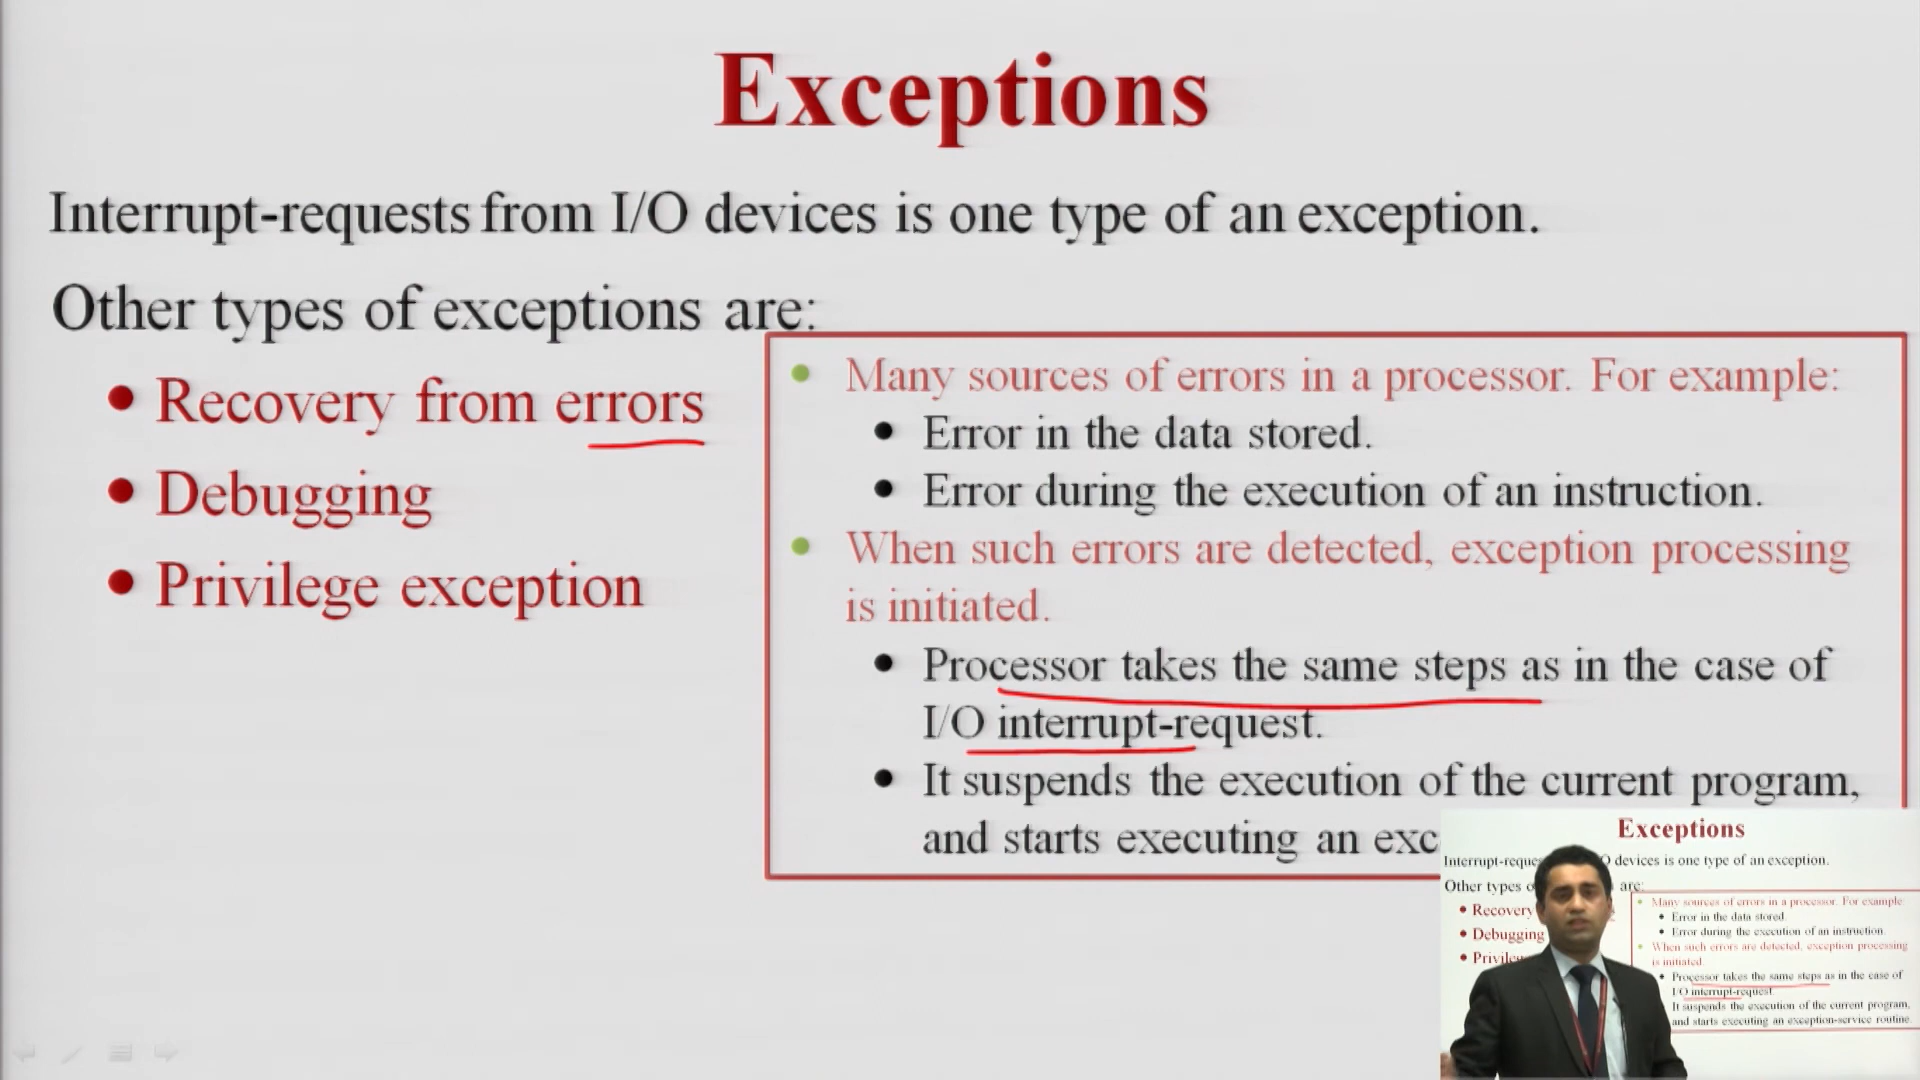 Exceptions
Interrupt-requests from I/O devices is one type of an exception.
Other types of exceptions are:
• Recovery from errors
• Debugging
• Privilege exception
• Many sources of errors in a processor. For example:
• Error in the data stored.
• Error during the execution of an instruction.
• When such errors are detected, exception processing
is initiated.
• Processor takes the same steps as in the case of
I/O interrupt-request.
• It suspends the execution of the current program,
and starts executing an exc
Exceptions
Interrupt-reques O devices is one type of an exception.
Other types o are:
• Recovery
• Debugging
• Privileg
• Many sources of errors in a processor. For example:
• Error in the data stored.
• Error during the execution of an instruction.
• When such errors are detected, exception processing
is initiated.
• Processor takes the same steps as in the case of
I/O interrupt-request.
It suspends the execution of the current program,
and starts executing an exception-service routine.